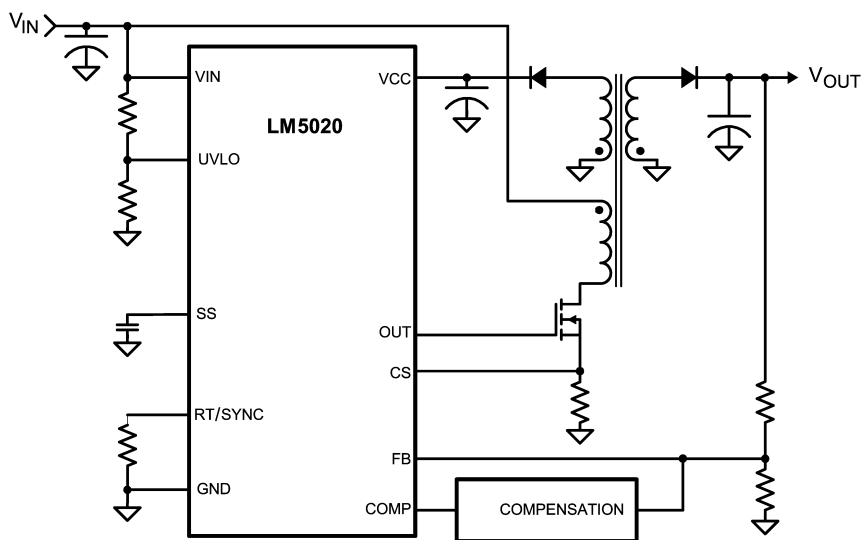 VIN
VIN
VCC
LM5020
VOUT
UVLO
SS
OUT
CS
RT/SYNC
FB
GND
COMP
COMPENSATION